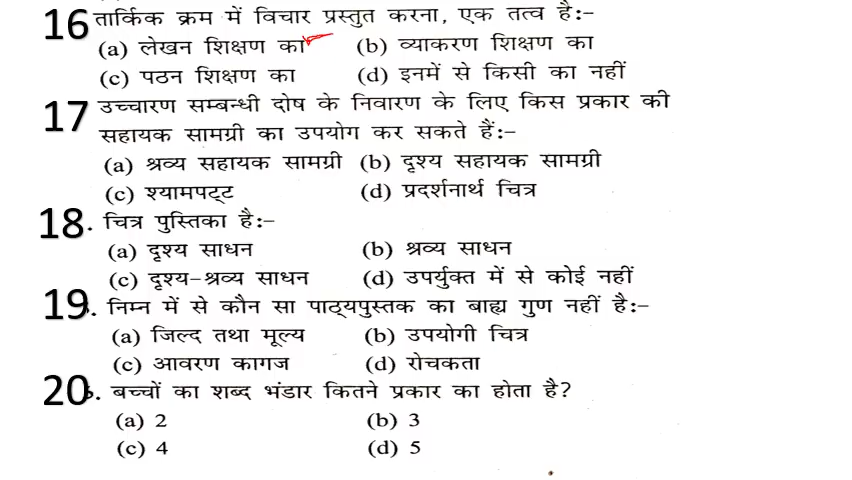 16 तार्किक क्रम में विचार प्रस्तुत करना, एक तत्व है:–
(a) लेखन शिक्षण का (b) व्याकरण शिक्षण का
(c) पठन शिक्षण का (d) इनमें से किसी का नहीं
17 उच्चारण सम्बन्धी दोष के निवारण के लिए किस प्रकार की
सहायक सामग्री का उपयोग कर सकते हैं:–
(a) श्रव्य सहायक सामग्री (b) दृश्य सहायक सामग्री
(c) श्यामपट्ट (d) प्रदर्शनार्थ चित्र
18. चित्र पुस्तिका है:–
(a) दृश्य साधन (b) श्रव्य साधन
(c) दृश्य–श्रव्य साधन (d) उपर्युक्त में से कोई नहीं
19. निम्न में से कौन सा पाठ्यपुस्तक का बाह्य गुण नहीं है:–
(a) जिल्द तथा मूल्य (b) उपयोगी चित्र
(c) आवरण कागज (d) रोचकता
20. बच्चों का शब्द भंडार कितने प्रकार का होता है?
(a) 2 (b) 3
(c) 4 (d) 5